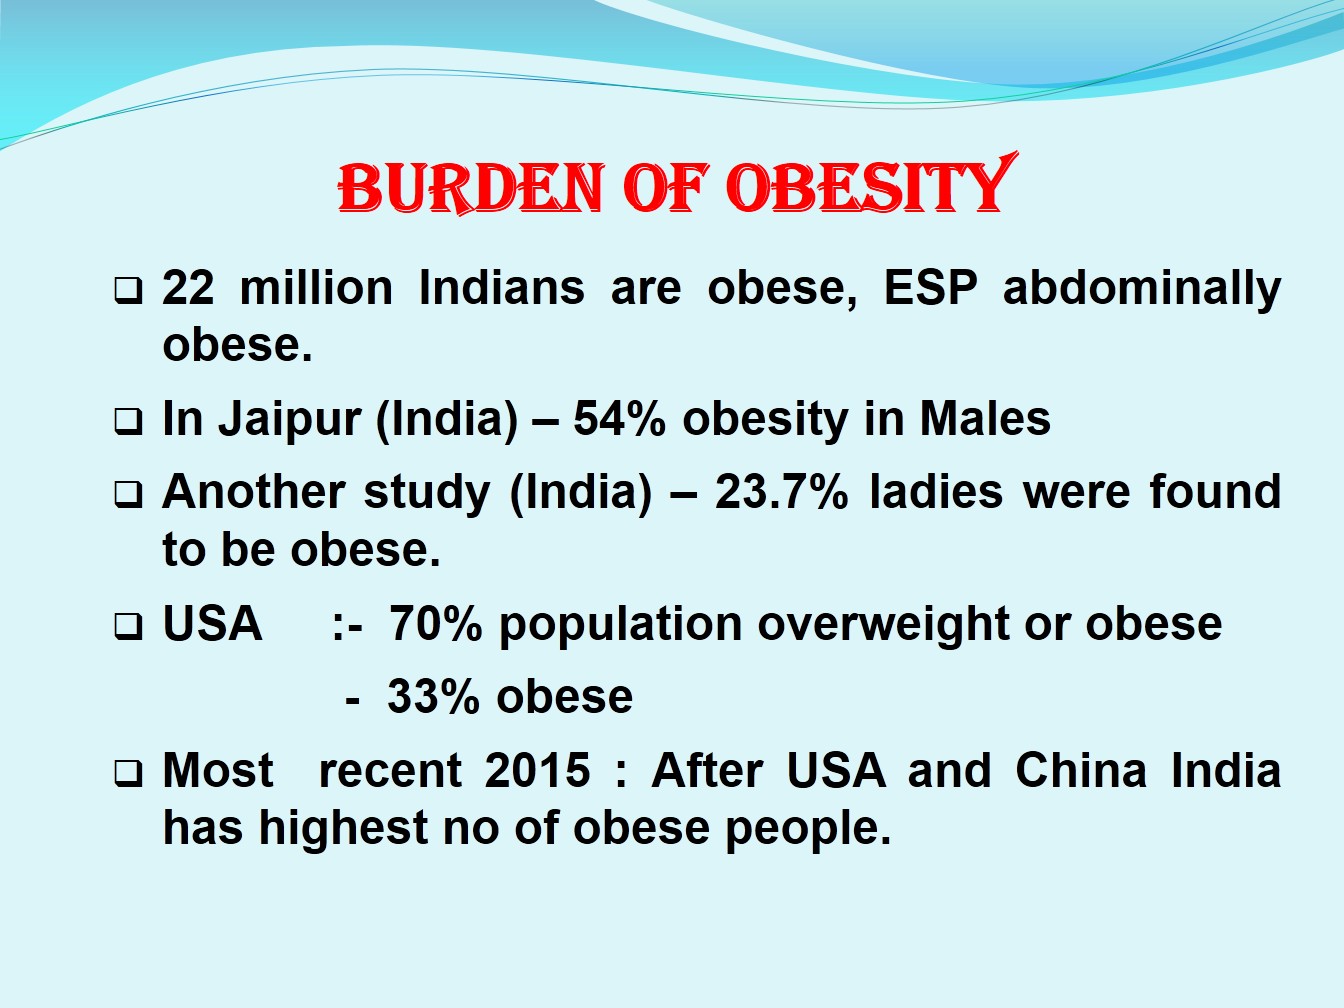 BURDEN OF OBESITY
❑ 22 million Indians are obese, ESP abdominally
obese.
❑ In Jaipur (India) – 54% obesity in Males
❑ Another study (India) – 23.7% ladies were found
to be obese.
❑ USA :- 70% population overweight or obese
- 33% obese
❑ Most recent 2015 : After USA and China India
has highest no of obese people.